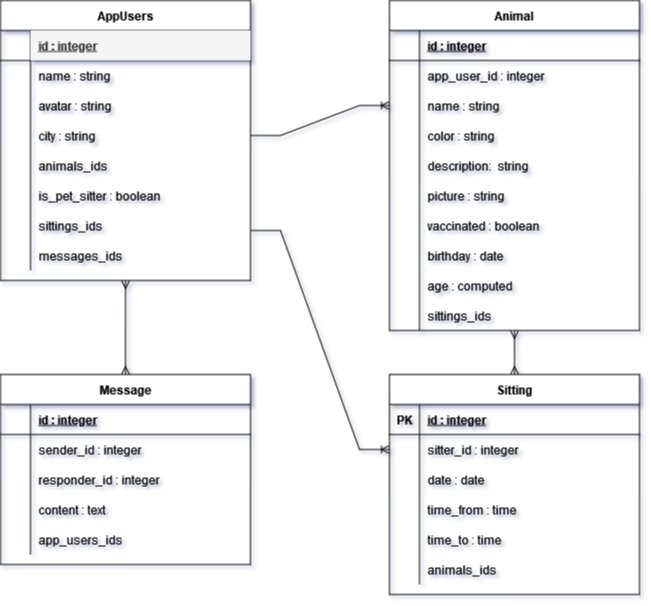 AppUsers
id : integer
name : string
avatar : string
city : string
animals_ids
is_pet_sitter : boolean
sittings_ids
messages_ids
Animal
id : integer
app_user_id : integer
name : string
color : string
description:  string
picture : string
vaccinated : boolean
birthday : date
age : computed
sittings_ids
Message
id : integer
sender_id : integer
responder_id : integer
content : text
app_users_ids
Sitting
PK id : integer
sitter_id : integer
date : date
time_from : time
time_to : time
animals_ids